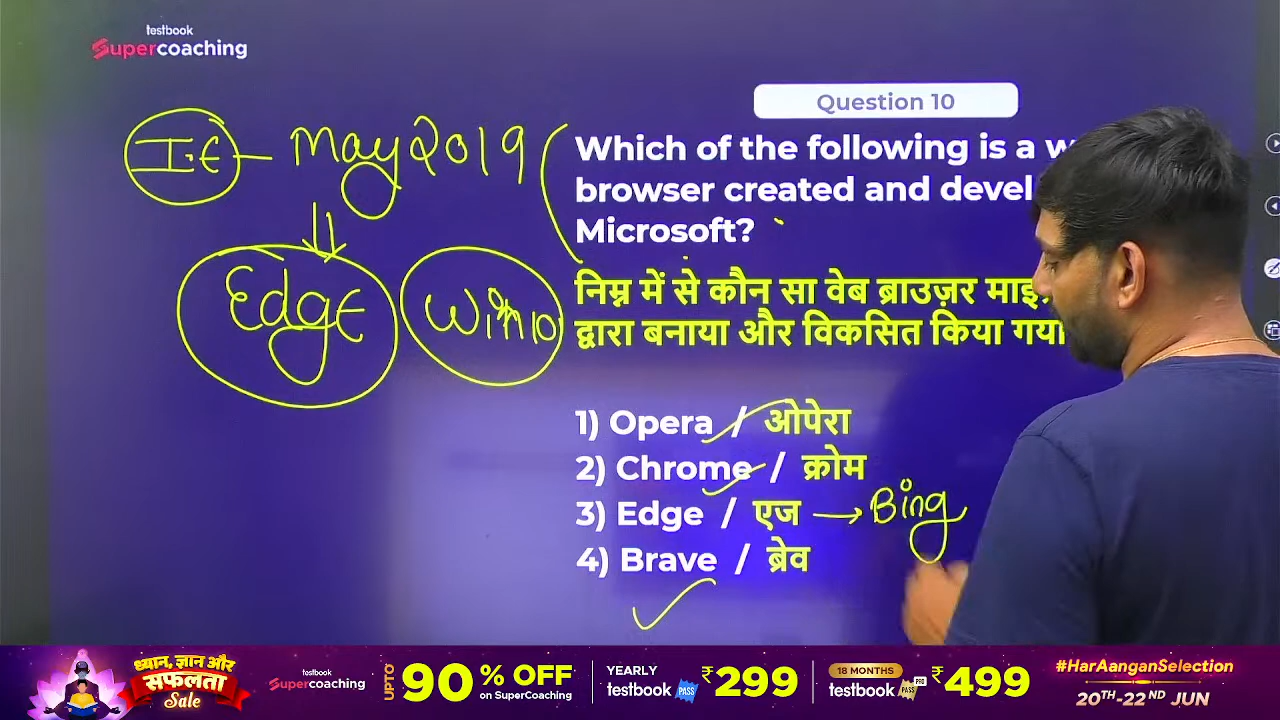 testbook
Supercoaching
Question 10
I.E - May 2019
Edge
Win 10
Which of the following is a w
browser created and devel
Microsoft?
निम्न में से कौन सा वेब ब्राउज़र
द्वारा बनाया और विकसित किया गया
1) Opera / ओपेरा
2) Chrome / क्रोम
3) Edge / एज → Bing
4) Brave / ब्रेव
ध्यान, ज्ञान और
सफलता
Sale
testbook
Supercoaching
UPTO 90% OFF
on SuperCoaching
YEARLY
testbook PASS ₹299
18 MONTHS
testbook PASS PRO ₹499
#HarAanganSelection
20TH-22ND JUN